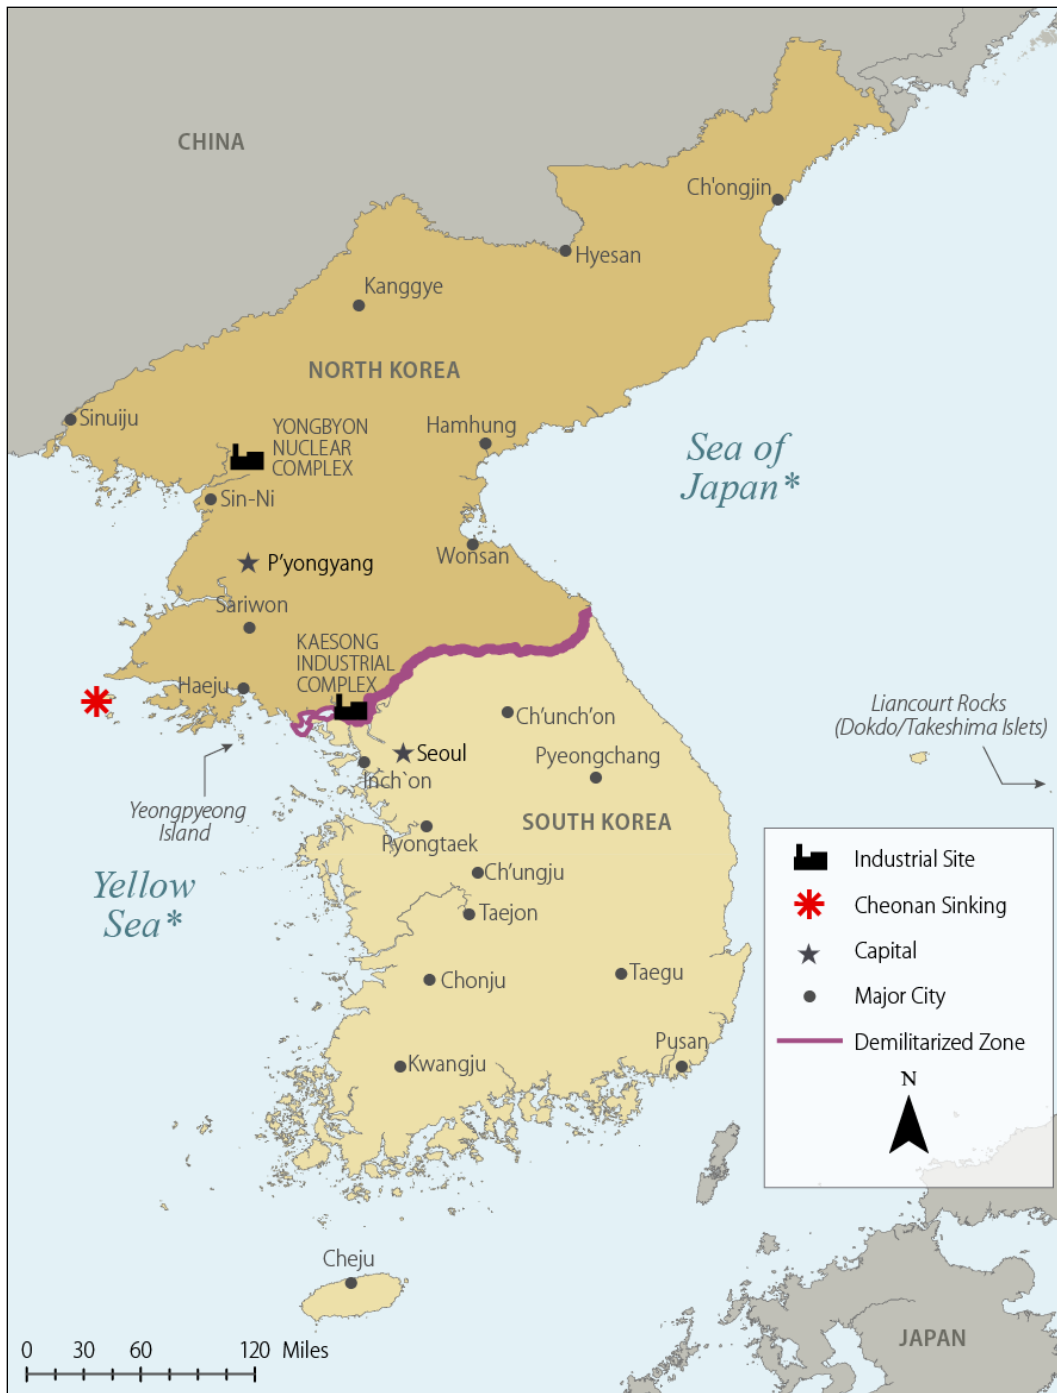 CHINA
Ch'ongjin
Hyesan
Kanggye
NORTH KOREA
Sinuiju
YONGBYON
NUCLEAR
COMPLEX
Hamhung
Sea of
Japan*
Sin-Ni
Wonsan
P'yongyang
Sariwon
KAESONG
INDUSTRIAL
COMPLEX
Haeju
Ch'unch'on
Liancourt Rocks
(Dokdo/Takeshima Islets)
Seoul
Pyeongchang
Inch`on
Yeongpyeong
Island
SOUTH KOREA
Pyongtaek
Yellow
Sea*
Ch'ungju
Taejon
Chonju
Taegu
Pusan
Kwangju
Industrial Site
Cheonan Sinking
Capital
Major City
Demilitarized Zone
N
Cheju
JAPAN
0 30 60 120 Miles